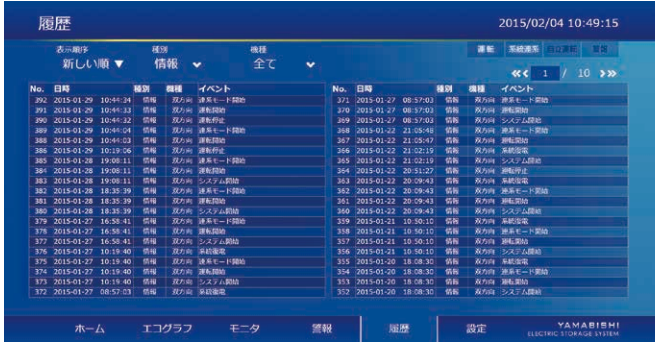 履歴
2015/02/04 10:49:15
表示順序 種別 機種
新しい順 ▼ 情報 全て
運転 系統連系 自立運転 警報
1 / 10
No. 日時 種別 機種 イベント
392 2015-01-29 10:44:34 情報 双方向 連系モード開始
391 2015-01-29 10:44:33 情報 双方向 運転開始
390 2015-01-29 10:44:32 情報 双方向 運転停止
389 2015-01-29 10:44:04 情報 双方向 連系モード開始
388 2015-01-29 10:44:03 情報 双方向 運転開始
386 2015-01-29 10:19:06 情報 双方向 運転停止
385 2015-01-28 19:08:11 情報 双方向 連系モード開始
384 2015-01-28 19:08:11 情報 双方向 運転開始
383 2015-01-28 19:08:11 情報 双方向 システム開始
382 2015-01-28 18:35:39 情報 双方向 連系モード開始
381 2015-01-28 18:35:39 情報 双方向 運転開始
380 2015-01-28 18:35:39 情報 双方向 システム開始
379 2015-01-27 16:58:41 情報 双方向 連系モード開始
378 2015-01-27 16:58:41 情報 双方向 運転開始
377 2015-01-27 16:58:41 情報 双方向 システム開始
376 2015-01-27 10:19:40 情報 双方向 系統復電
375 2015-01-27 10:19:40 情報 双方向 連系モード開始
374 2015-01-27 10:19:40 情報 双方向 運転開始
373 2015-01-27 10:19:40 情報 双方向 システム開始
372 2015-01-27 08:57:03 情報 双方向 系統復電
No. 日時 種別 機種 イベント
371 2015-01-27 08:57:03 情報 双方向 連系モード開始
370 2015-01-27 08:57:03 情報 双方向 運転開始
369 2015-01-27 08:57:03 情報 双方向 システム開始
368 2015-01-22 21:05:48 情報 双方向 連系モード開始
367 2015-01-22 21:05:47 情報 双方向 運転開始
366 2015-01-22 21:02:19 情報 双方向 系統復電
365 2015-01-22 21:02:19 情報 双方向 システム開始
364 2015-01-22 20:51:27 情報 双方向 運転停止
363 2015-01-22 20:09:43 情報 双方向 系統復電
362 2015-01-22 20:09:43 情報 双方向 連系モード開始
361 2015-01-22 20:09:43 情報 双方向 運転開始
360 2015-01-22 20:09:43 情報 双方向 システム開始
359 2015-01-21 10:50:10 情報 双方向 系統復電
358 2015-01-21 10:50:10 情報 双方向 連系モード開始
357 2015-01-21 10:50:10 情報 双方向 運転開始
356 2015-01-21 10:50:10 情報 双方向 システム開始
355 2015-01-20 18:08:30 情報 双方向 系統復電
354 2015-01-20 18:08:30 情報 双方向 連系モード開始
353 2015-01-20 18:08:30 情報 双方向 運転開始
352 2015-01-20 18:08:30 情報 双方向 システム開始
ホーム エコグラフ モニタ 警報 履歴 設定
YAMABISHI
ELECTRIC STORAGE SYSTEM